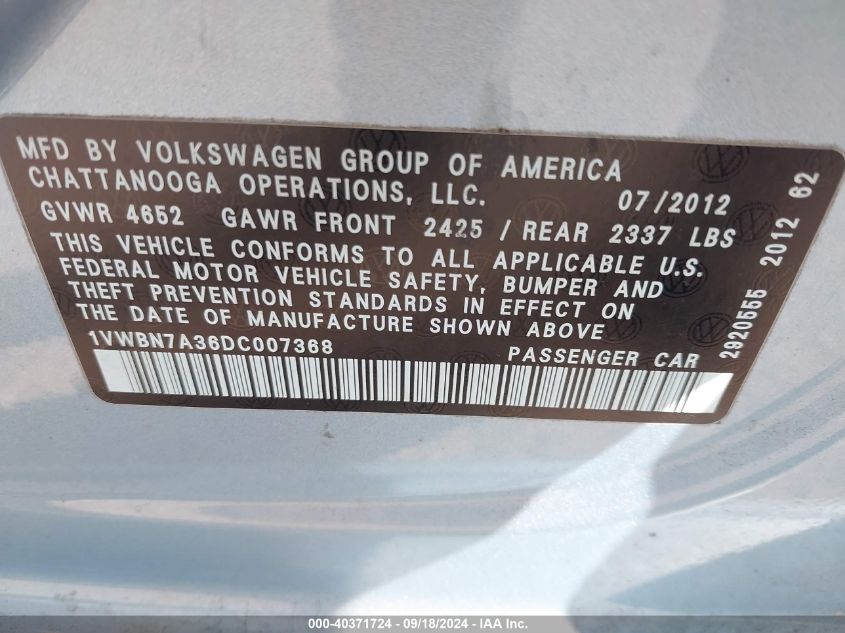 MFD BY VOLKSWAGEN GROUP OF AMERICA
CHATTANOOGA OPERATIONS, LLC. 07/2012
GVWR 4652 GAWR FRONT 2425 / REAR 2337 LBS
THIS VEHICLE CONFORMS TO ALL APPLICABLE U.S.
FEDERAL MOTOR VEHICLE SAFETY, BUMPER AND
THEFT PREVENTION STANDARDS IN EFFECT ON
THE DATE OF MANUFACTURE SHOWN ABOVE
1VWBN7A36DC007368 PASSENGER CAR
2920555 2012 62
000-40371724 - 09/18/2024 - IAA Inc.